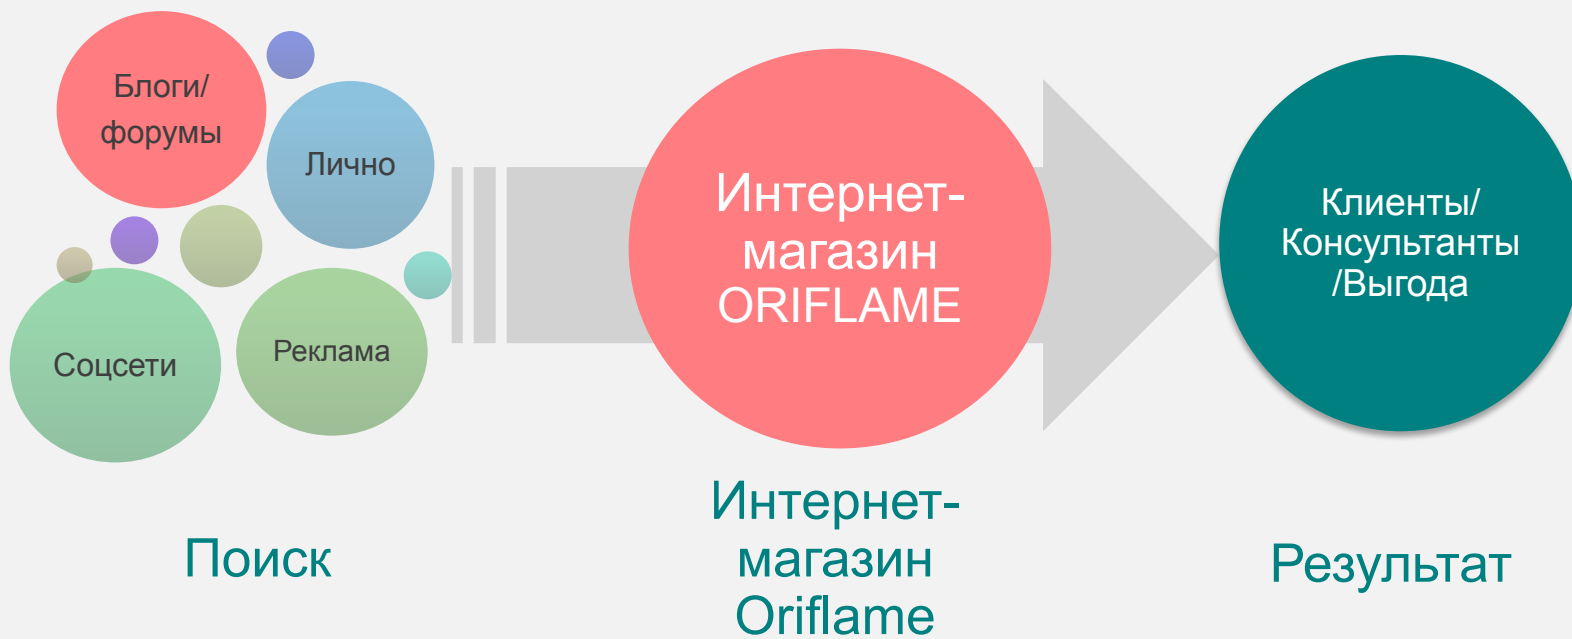 Блоги/
форумы
Лично
Соцсети
Реклама
Интернет-
магазин
ORIFLAME
Клиенты/
Консультанты
/Выгода
Поиск
Интернет-
магазин
Oriflame
Результат